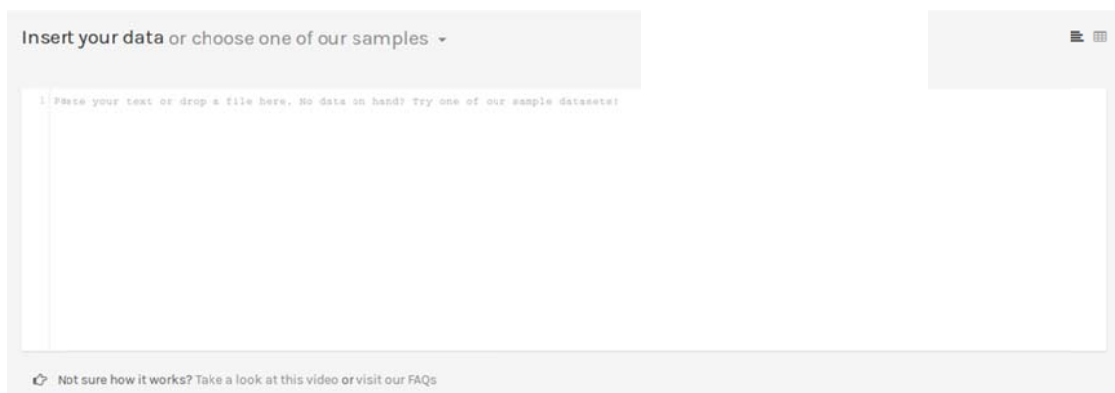 Insert your data or choose one of our samples
1 Paste your text or drop a file here. No data on hand? Try one of our sample datasets!
Not sure how it works? Take a look at this video or visit our FAQs